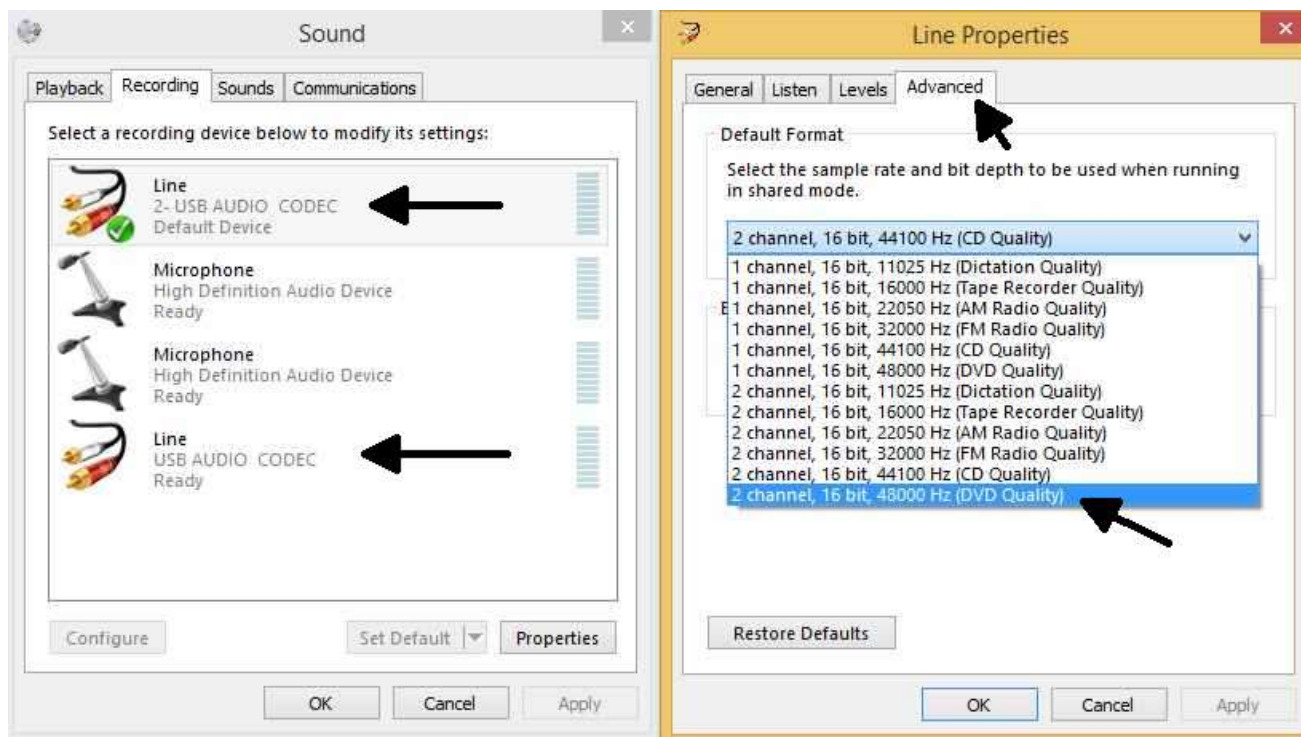 Sound
Playback Recording Sounds Communications
Select a recording device below to modify its settings:
Line
2- USB AUDIO CODEC
Default Device
Microphone
High Definition Audio Device
Ready
Microphone
High Definition Audio Device
Ready
Line
USB AUDIO CODEC
Ready
Configure Set Default Properties
OK Cancel Apply
Line Properties
General Listen Levels Advanced
Default Format
Select the sample rate and bit depth to be used when running
in shared mode.
2 channel, 16 bit, 44100 Hz (CD Quality)
1 channel, 16 bit, 11025 Hz (Dictation Quality)
1 channel, 16 bit, 16000 Hz (Tape Recorder Quality)
1 channel, 16 bit, 22050 Hz (AM Radio Quality)
1 channel, 16 bit, 32000 Hz (FM Radio Quality)
1 channel, 16 bit, 44100 Hz (CD Quality)
1 channel, 16 bit, 48000 Hz (DVD Quality)
2 channel, 16 bit, 11025 Hz (Dictation Quality)
2 channel, 16 bit, 16000 Hz (Tape Recorder Quality)
2 channel, 16 bit, 22050 Hz (AM Radio Quality)
2 channel, 16 bit, 32000 Hz (FM Radio Quality)
2 channel, 16 bit, 44100 Hz (CD Quality)
2 channel, 16 bit, 48000 Hz (DVD Quality)
Restore Defaults
OK Cancel Apply